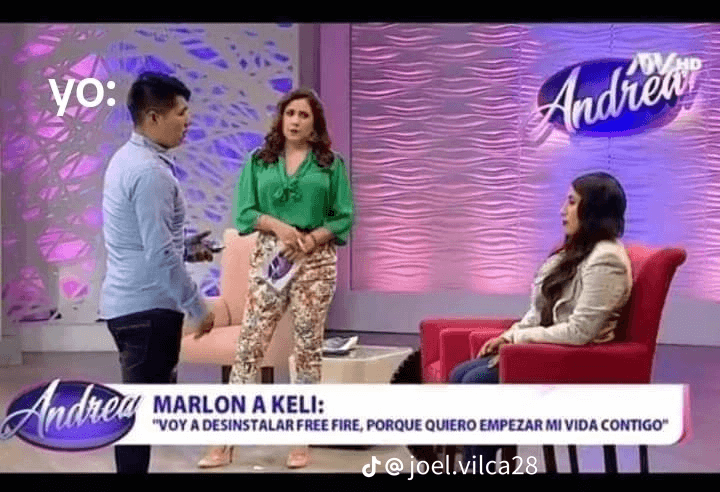 yo:
ATV HD
Andrea
Andrea
MARLON A KELI:
"VOY A DESINSTALAR FREE FIRE, PORQUE QUIERO EMPEZAR MI VIDA CONTIGO"
@ joel.vilca28